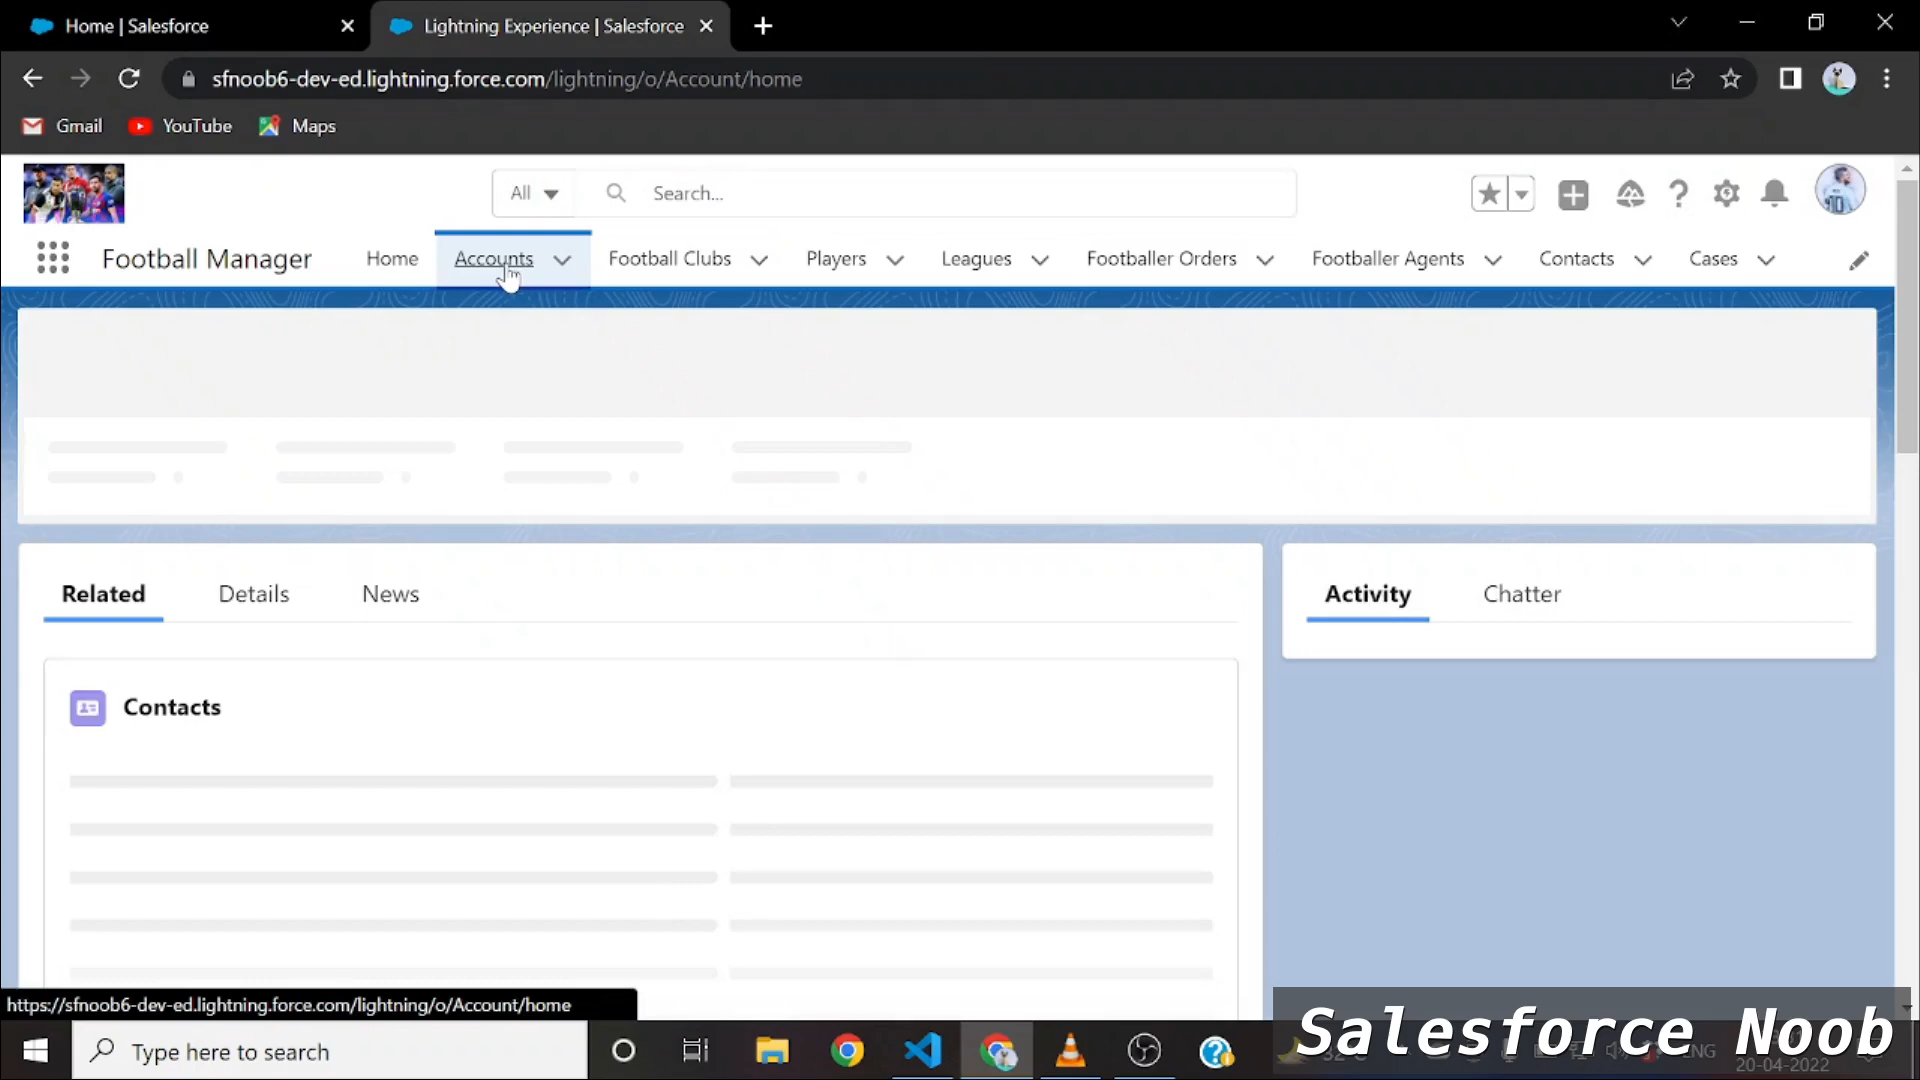 Home | Salesforce
Lightning Experience | Salesforce
sfnoob6-dev-ed.lightning.force.com/lightning/o/Account/home
Gmail
YouTube
Maps
All
Search...
Football Manager
Home
Accounts
Football Clubs
Players
Leagues
Footballer Orders
Footballer Agents
Contacts
Cases
Related
Details
News
Activity
Chatter
Contacts
https://sfnoob6-dev-ed.lightning.force.com/lightning/o/Account/home
Salesforce Noob
Type here to search
ENG
20-04-2022